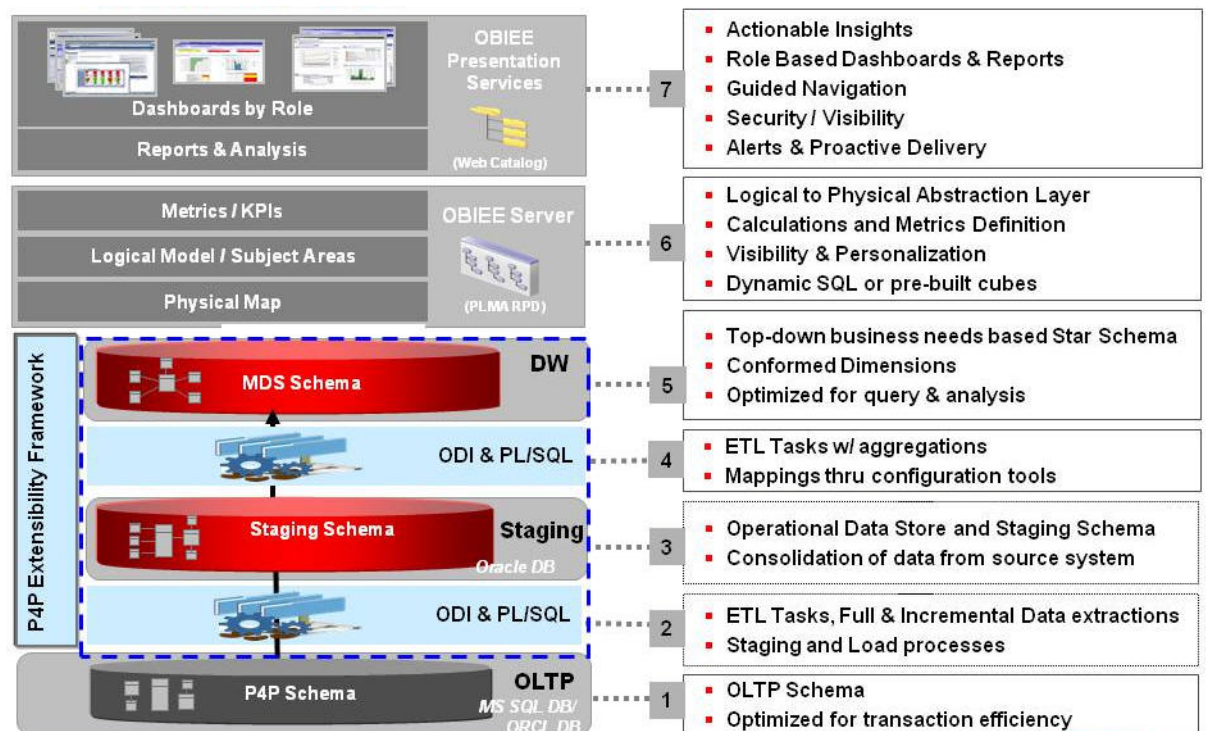 OBIEE
Presentation
Services
Dashboards by Role
Reports & Analysis
(Web Catalog)
7
Actionable Insights
Role Based Dashboards & Reports
Guided Navigation
Security / Visibility
Alerts & Proactive Delivery
Metrics / KPIs
Logical Model / Subject Areas
Physical Map
OBIEE Server
(PLMA RPD)
6
Logical to Physical Abstraction Layer
Calculations and Metrics Definition
Visibility & Personalization
Dynamic SQL or pre-built cubes
P4P Extensibility Framework
DW
MDS Schema
5
Top-down business needs based Star Schema
Conformed Dimensions
Optimized for query & analysis
ODI & PL/SQL
4
ETL Tasks w/ aggregations
Mappings thru configuration tools
Staging Schema
Staging
Oracle DB
3
Operational Data Store and Staging Schema
Consolidation of data from source system
ODI & PL/SQL
2
ETL Tasks, Full & Incremental Data extractions
Staging and Load processes
P4P Schema
OLTP
MS SQL DB/
ORCL DB
1
OLTP Schema
Optimized for transaction efficiency